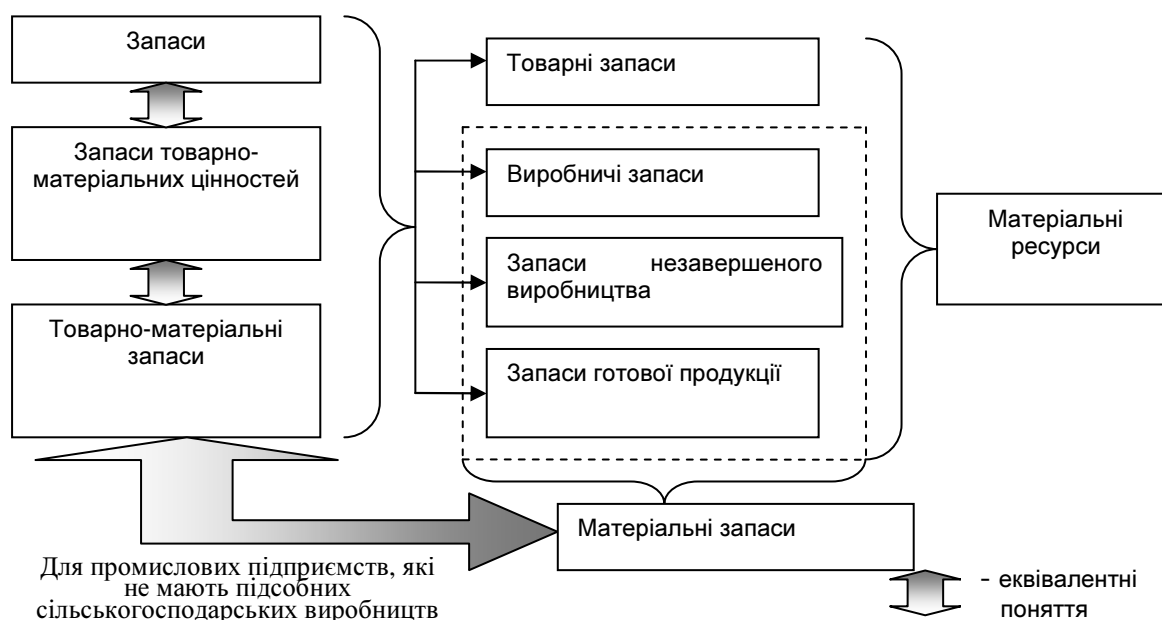 Запаси
Запаси товарно-
матеріальних цінностей
Товарно-матеріальні
запаси
Товарні запаси
Виробничі запаси
Запаси незавершеного
виробництва
Запаси готової продукції
Матеріальні
ресурси
Матеріальні запаси
Для промислових підприємств, які
не мають підсобних
сільськогосподарських виробництв
- еквівалентні
поняття